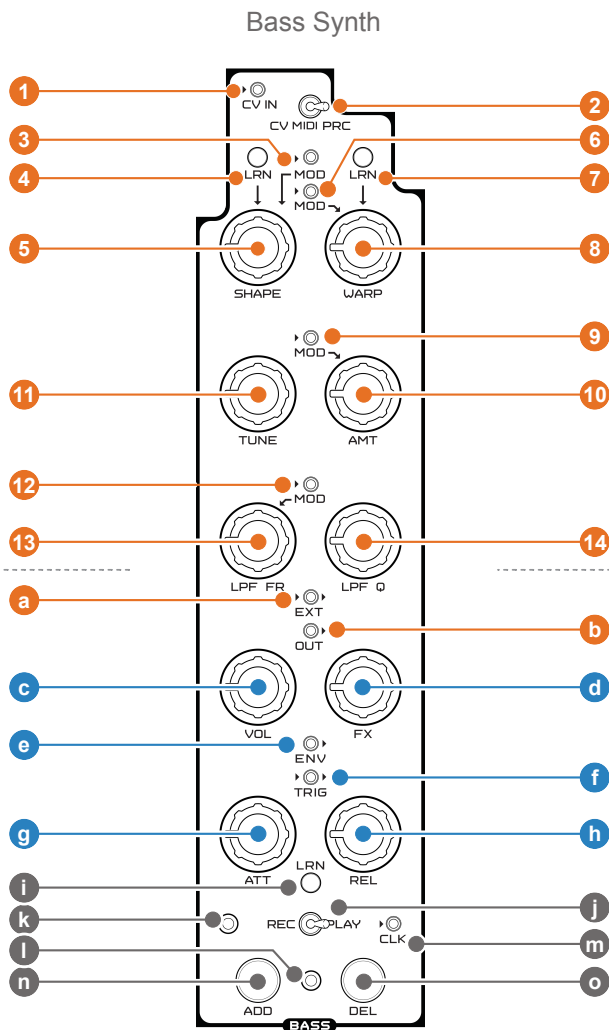 Bass Synth
1
CV IN
2
CV MIDI PRC
3
6
MOD
4
LRN
LRN
7
MOD
5
8
SHAPE
WARP
9
MOD
11
10
TUNE
AMT
12
MOD
13
14
LPF FR
LPF Q
a
EXT
b
OUT
c
d
VOL
FX
e
ENV
f
TRIG
g
h
ATT
LRN
REL
i
j
k
REC
PLAY
CLK
m
l
n
o
ADD
DEL
BASS